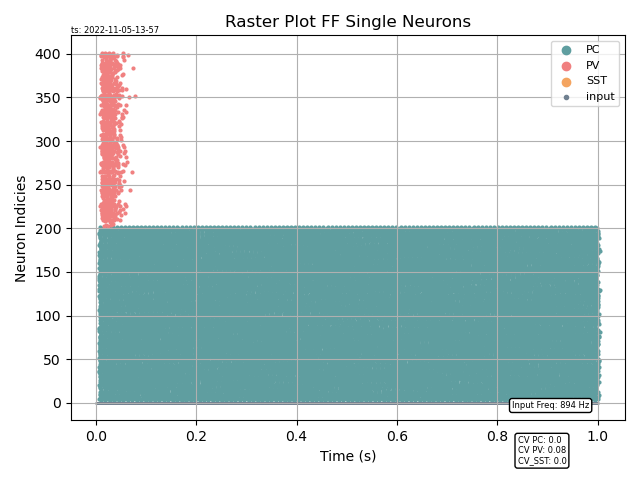 Raster Plot FF Single Neurons
ts: 2022-11-05-13-57
PC
PV
SST
input
400
350
300
250
200
150
100
50
0
Neuron Indicies
Input Freq: 894 Hz
0.0 0.2 0.4 0.6 0.8 1.0
Time (s)
CV PC: 0.0
CV PV: 0.08
CV_SST: 0.0